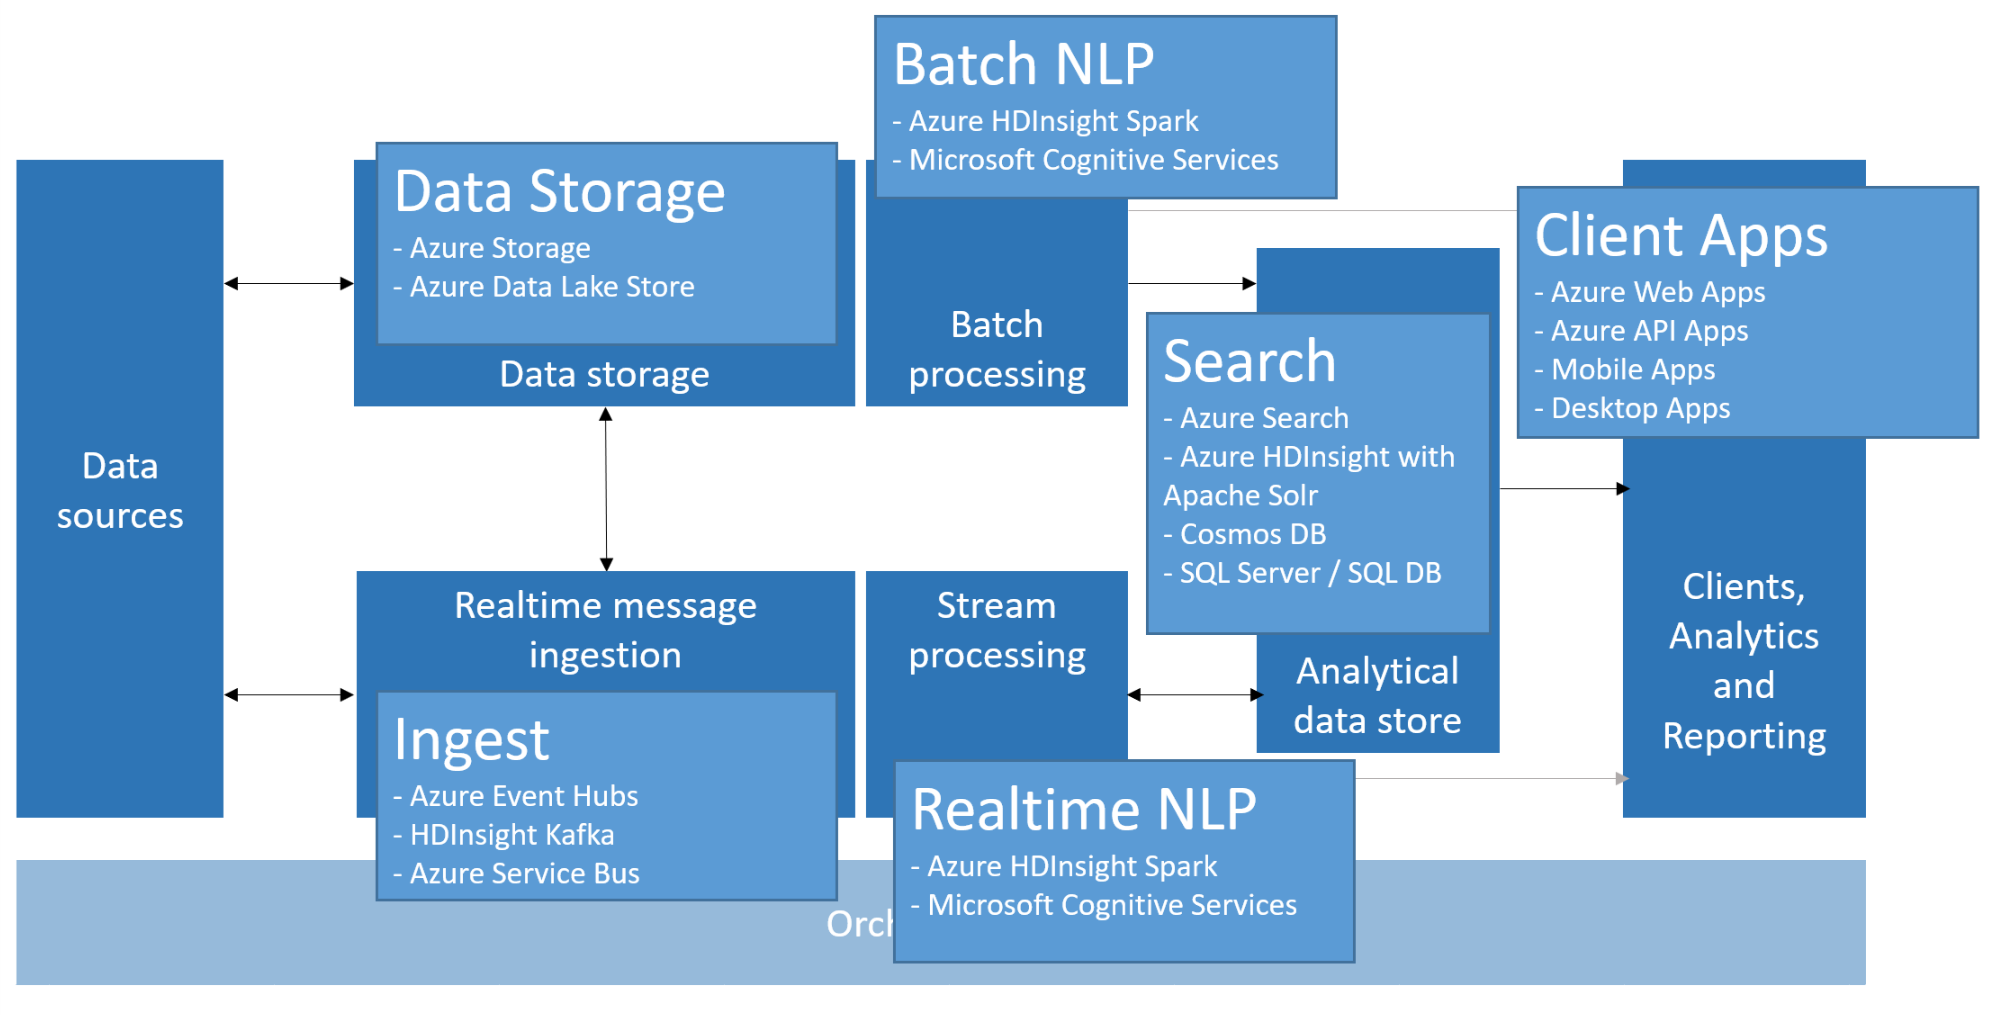 Batch NLP
- Azure HDInsight Spark
- Microsoft Cognitive Services
Data Storage
- Azure Storage
- Azure Data Lake Store
Data storage
Batch
processing
Client Apps
- Azure Web Apps
- Azure API Apps
- Mobile Apps
- Desktop Apps
Search
- Azure Search
- Azure HDInsight with
Apache Solr
- Cosmos DB
- SQL Server / SQL DB
Data
sources
Realtime message
ingestion
Stream
processing
Analytical
data store
Clients,
Analytics
and
Reporting
Ingest
- Azure Event Hubs
- HDInsight Kafka
- Azure Service Bus
Realtime NLP
- Azure HDInsight Spark
- Microsoft Cognitive Services